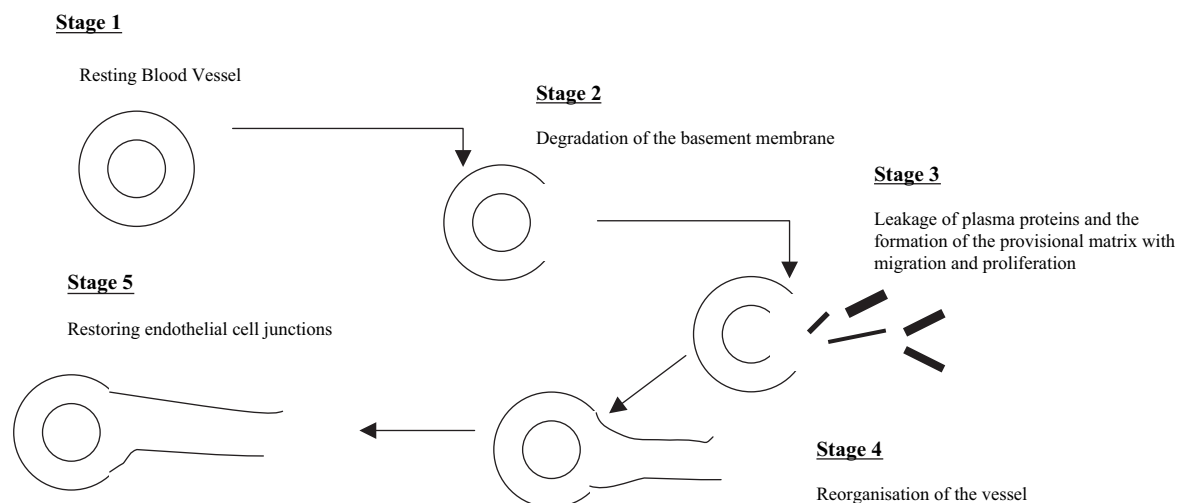 Stage 1
Resting Blood Vessel
Stage 2
Degradation of the basement membrane
Stage 3
Leakage of plasma proteins and the
formation of the provisional matrix with
migration and proliferation
Stage 4
Reorganisation of the vessel
Stage 5
Restoring endothelial cell junctions